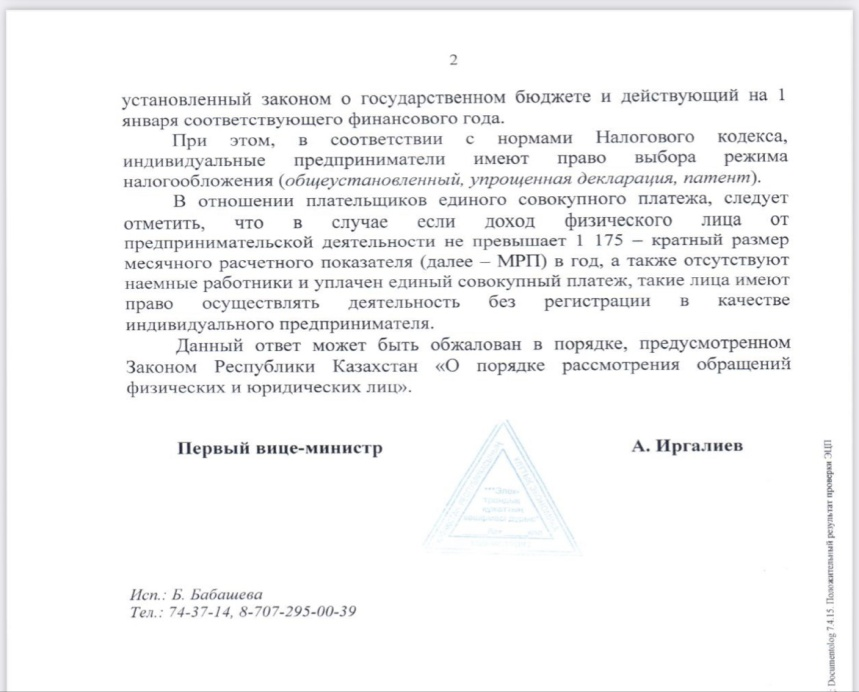 2
установленный законом о государственном бюджете и действующий на 1
января соответствующего финансового года.
При этом, в соответствии с нормами Налогового кодекса,
индивидуальные предприниматели имеют право выбора режима
налогообложения (общеустановленный, упрощенная декларация, патент).
В отношении плательщиков единого совокупного платежа, следует
отметить, что в случае если доход физического лица от
предпринимательской деятельности не превышает 1 175 – кратный размер
месячного расчетного показателя (далее – МРП) в год, а также отсутствуют
наемные работники и уплачен единый совокупный платеж, такие лица имеют
право осуществлять деятельность без регистрации в качестве
индивидуального предпринимателя.
Данный ответ может быть обжалован в порядке, предусмотренном
Законом Республики Казахстан «О порядке рассмотрения обращений
физических и юридических лиц».
Первый вице-министр А. Иргалиев
Исп.: Б. Бабашева
Тел.: 74-37-14, 8-707-295-00-39
: Documentolog 7.4.15. Положительный результат проверки ЭЦП